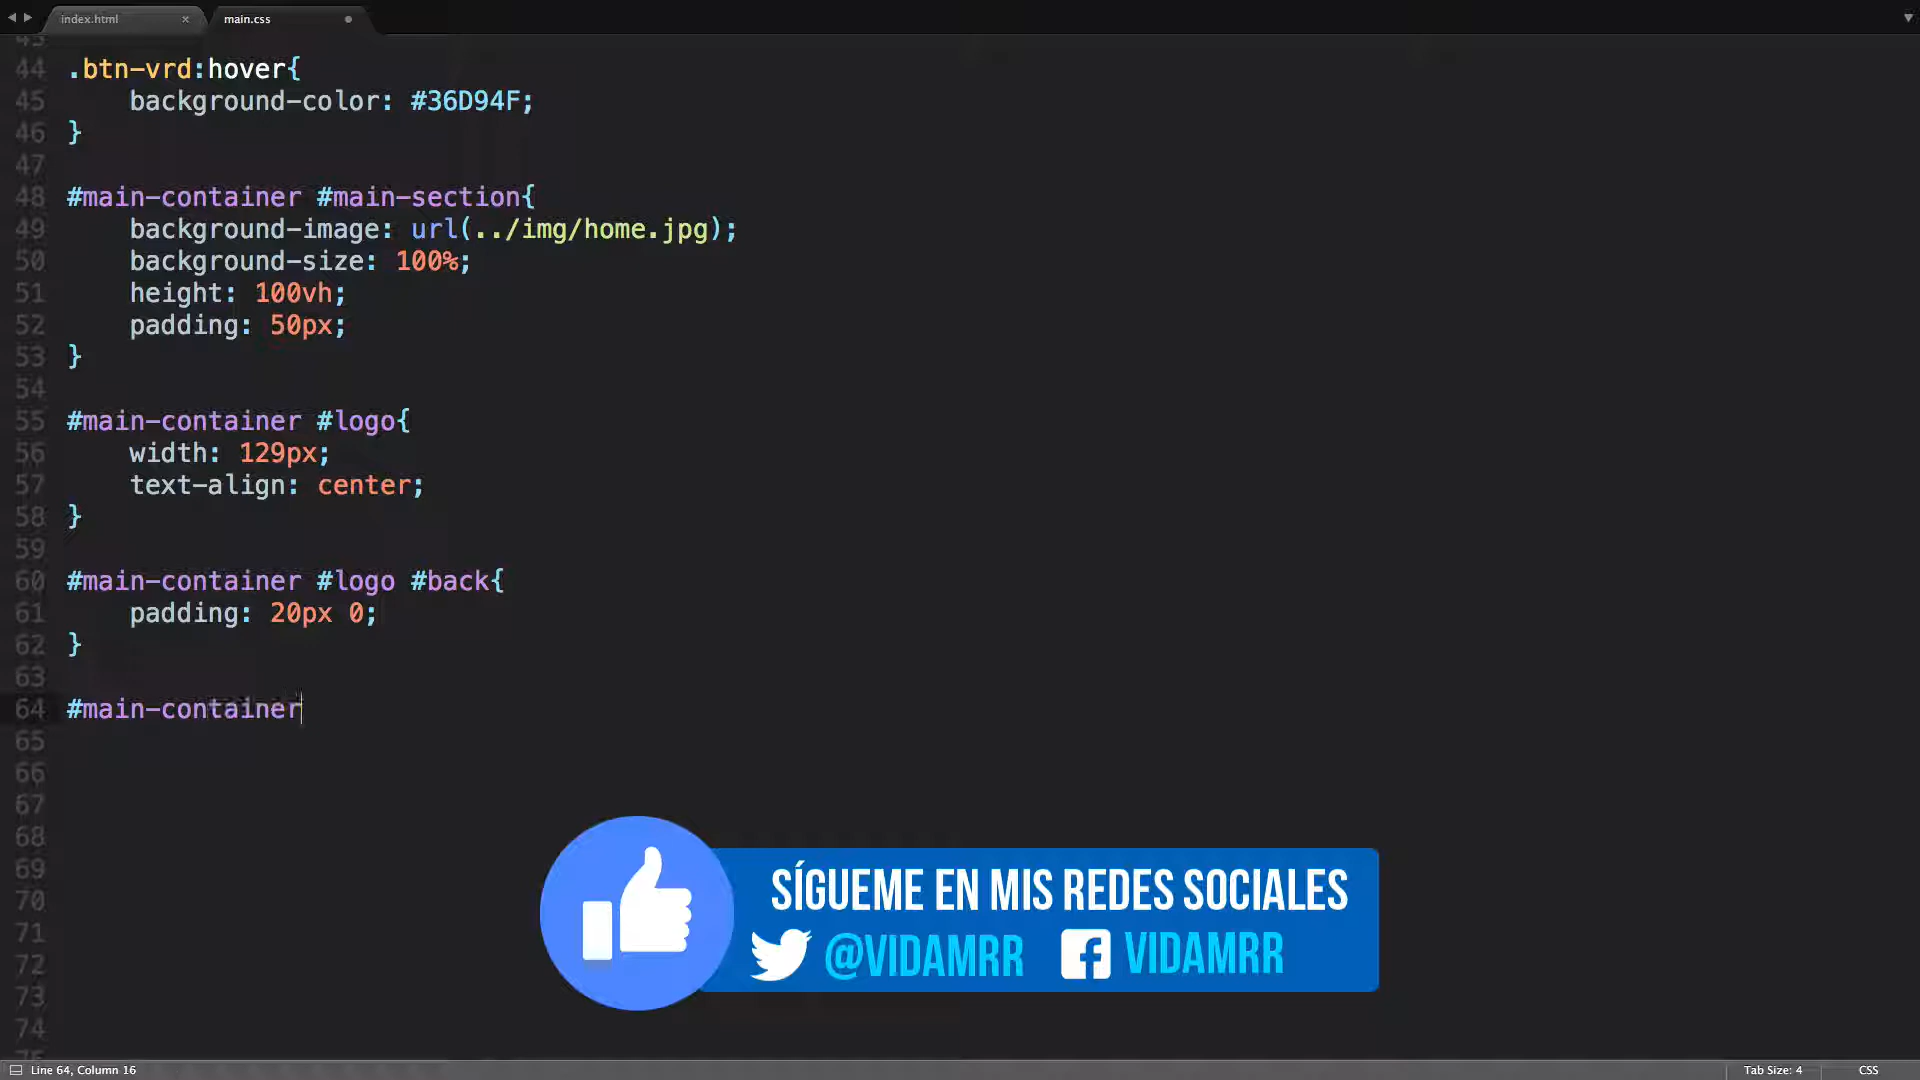 index.html × main.css
43
44 .btn-vrd:hover{
45     background-color: #36D94F;
46 }
47
48 #main-container #main-section{
49     background-image: url(../img/home.jpg);
50     background-size: 100%;
51     height: 100vh;
52     padding: 50px;
53 }
54
55 #main-container #logo{
56     width: 129px;
57     text-align: center;
58 }
59
60 #main-container #logo #back{
61     padding: 20px 0;
62 }
63
64 #main-container
65
66
67
68
69
70
71
72
73
74
75
SÍGUEME EN MIS REDES SOCIALES
@VIDAMRR VIDAMRR
Line 64, Column 16 Tab Size: 4 CSS